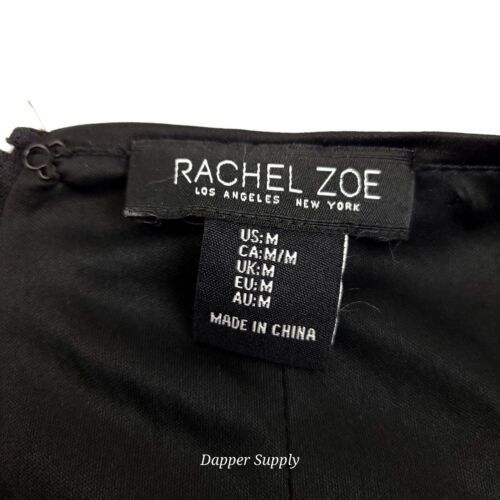 RACHEL ZOE
LOS ANGELES NEW YORK
US:M
CA:M/M
UK:M
EU:M
AU:M
MADE IN CHINA
Dapper Supply